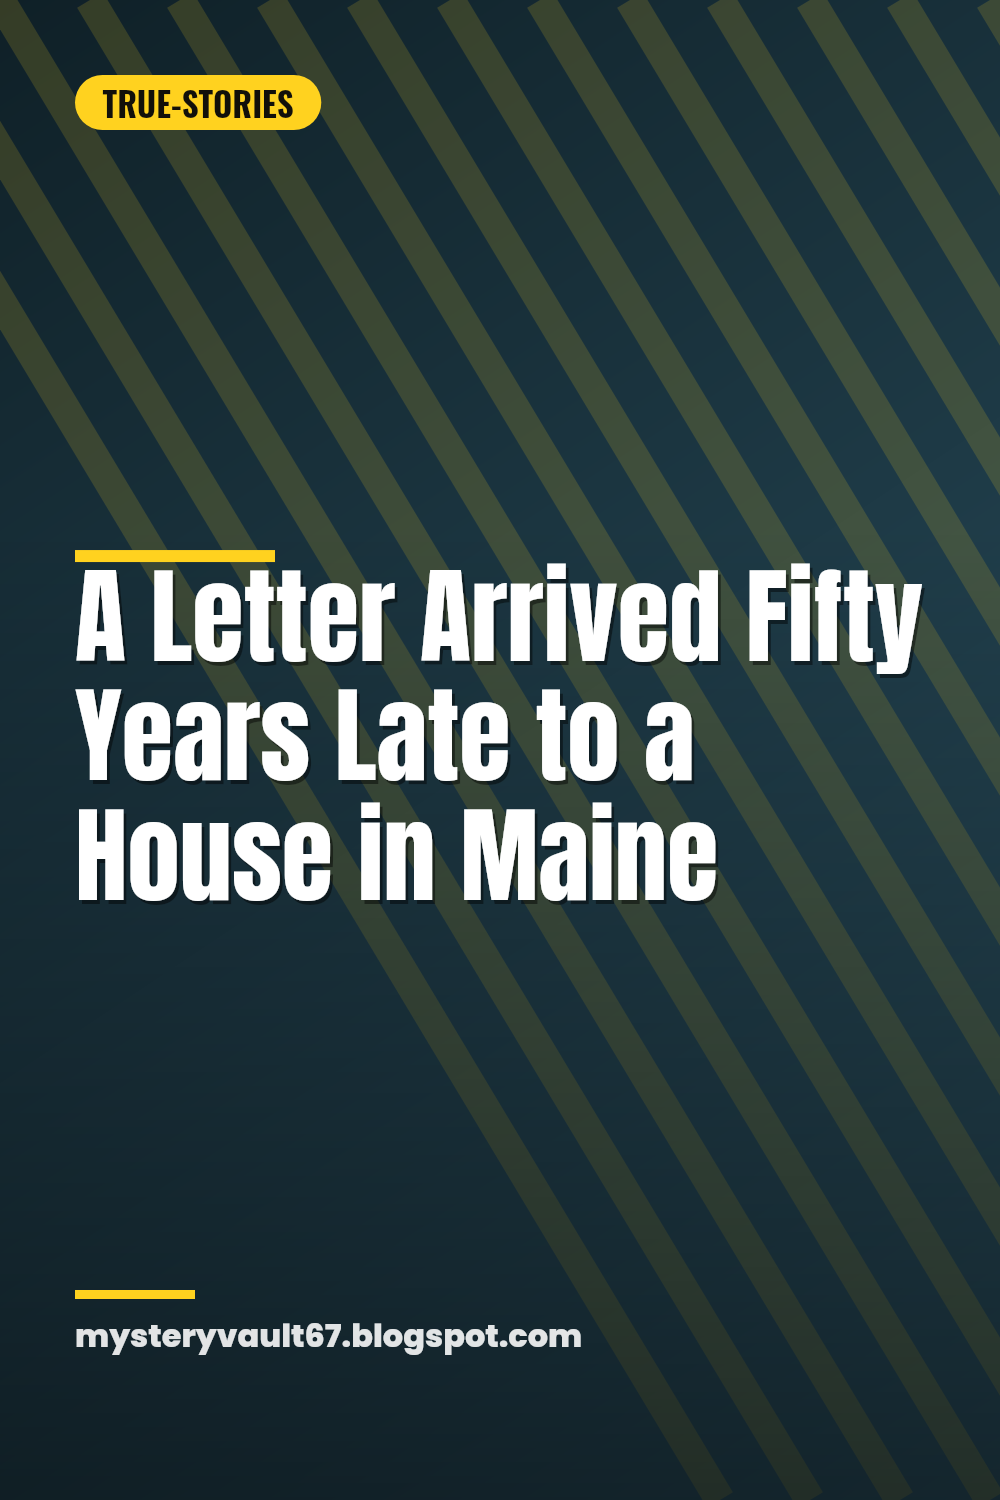 TRUE-STORIES
A Letter Arrived Fifty
Years Late to a
House in Maine
mysteryvault67.blogspot.com